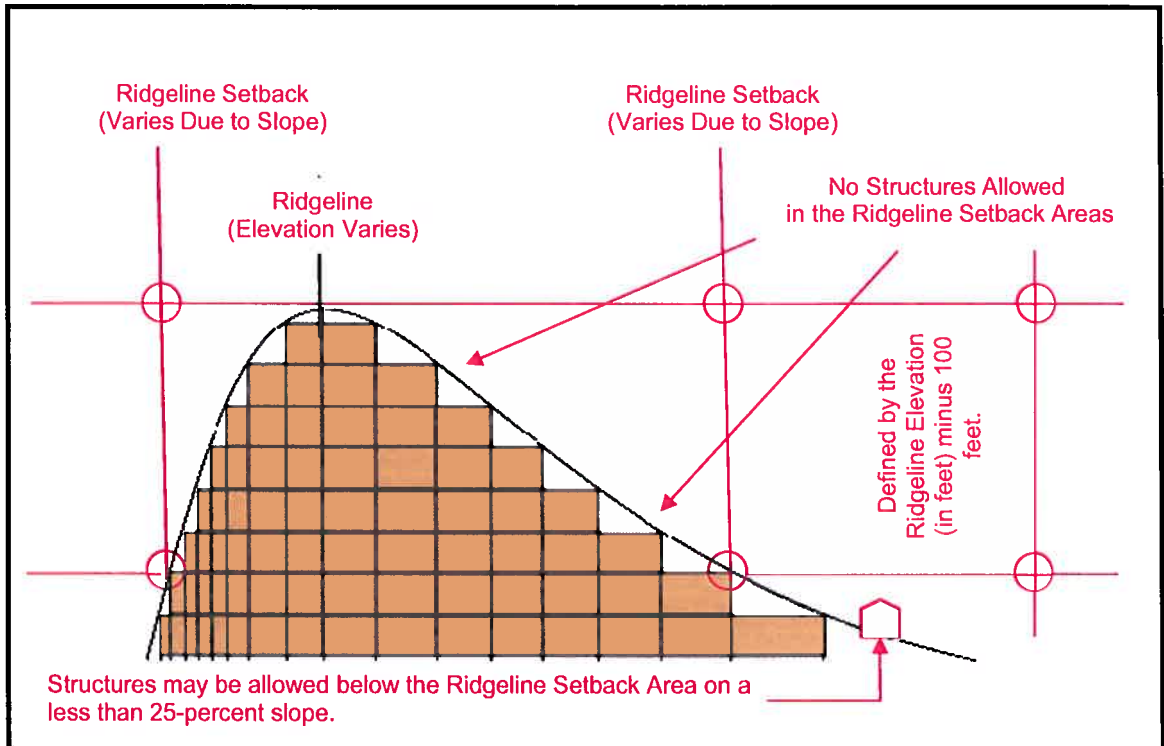 Ridgeline Setback
(Varies Due to Slope)
Ridgeline Setback
(Varies Due to Slope)
Ridgeline
(Elevation Varies)
No Structures Allowed
in the Ridgeline Setback Areas
Defined by the
Ridgeline Elevation
(in feet) minus 100
feet.
Structures may be allowed below the Ridgeline Setback Area on a
less than 25-percent slope.